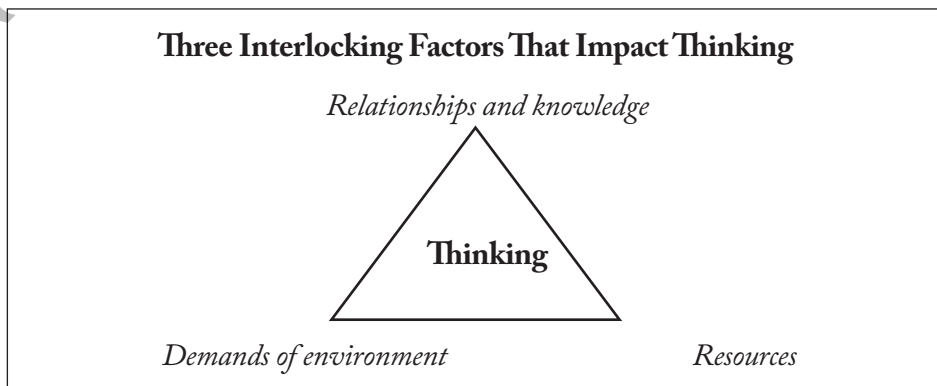 Three Interlocking Factors That Impact Thinking
Relationships and knowledge
Thinking
Demands of environment
Resources